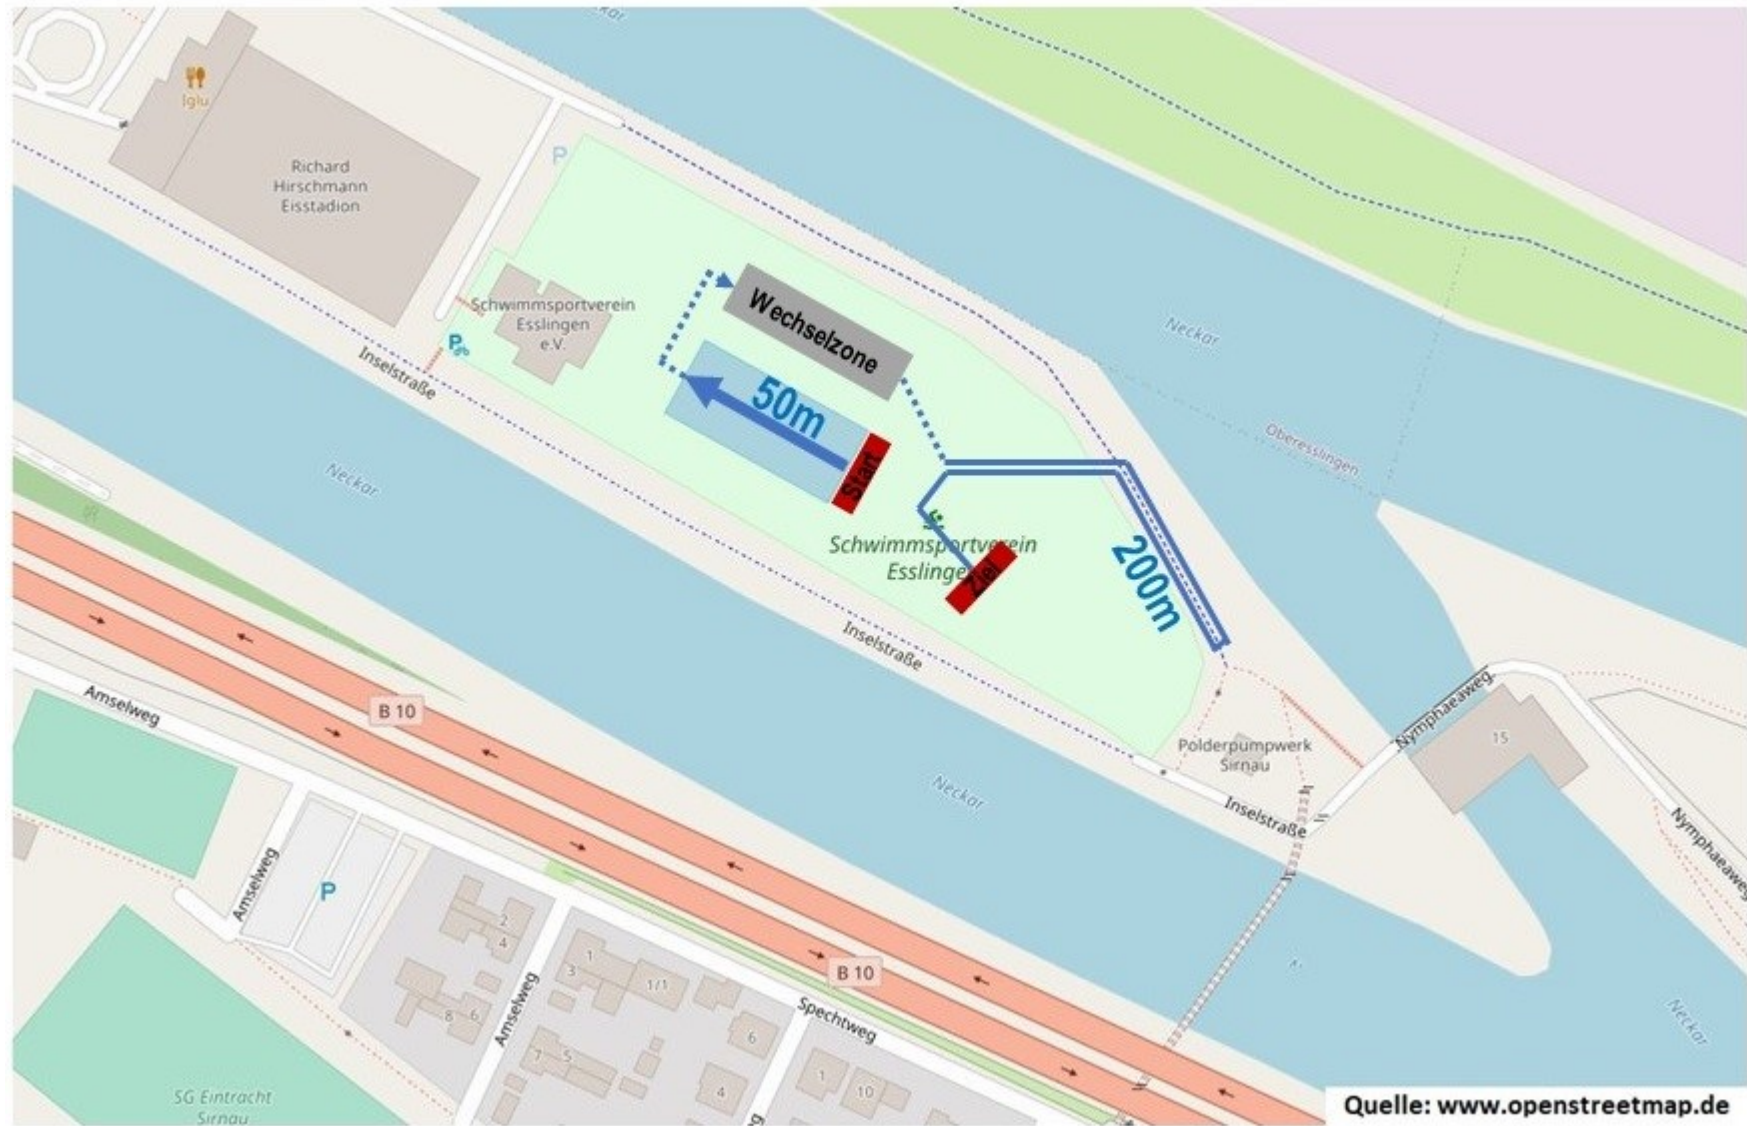 Neckar
Iglu
P
Richard
Hirschmann
Eisstadion
Wechselzone
Schwimmsportverein
Esslingen
e.V.
P
Inselstraße
50m
Start
Neckar
Oberesslingen
Neckar
Schwimmsportverein
Esslingen
Ziel
200m
Inselstraße
B 10
Amselweg
Nymphaeaweg
15
Polderpumpwerk
Sirnau
Inselstraße
Neckar
Nymphaeaweg
Amselweg
P
2
4
1
3
1/1
8
6
Amselweg
7
5
B 10
Spechtweg
6
4
1
10
Neckar
SG Eintracht
Sirnau
Quelle: www.openstreetmap.de